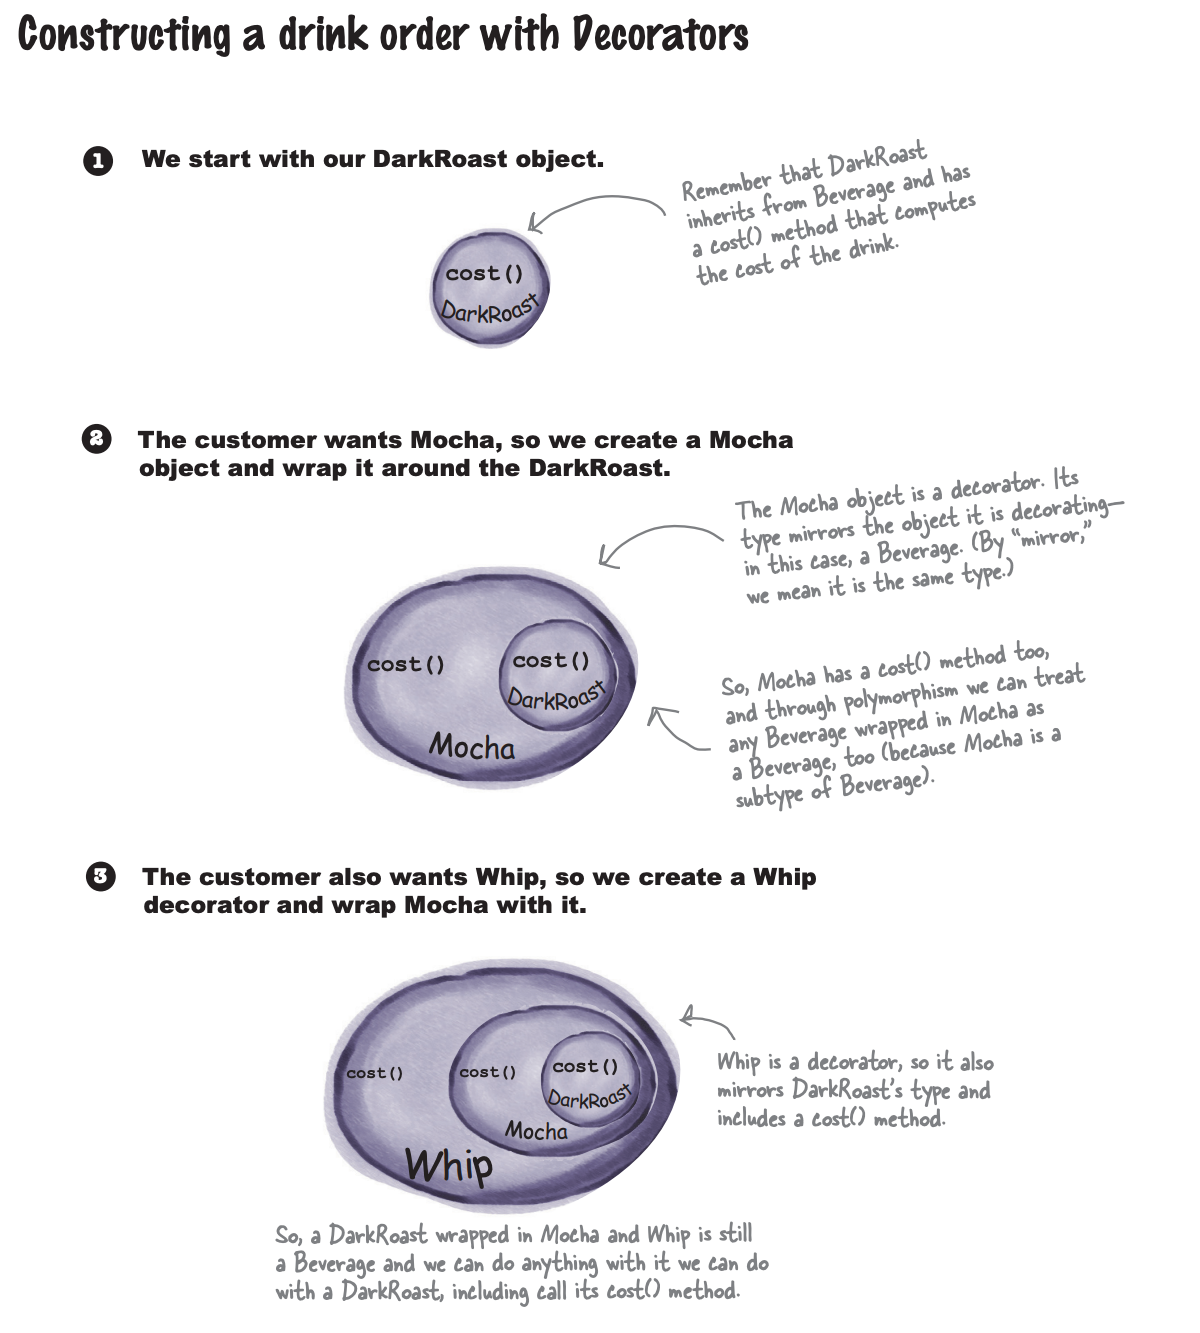 Constructing a drink order with Decorators
1 We start with our DarkRoast object.
Remember that DarkRoast
inherits from Beverage and has
a cost() method that computes
the cost of the drink.
cost()
DarkRoast
2 The customer wants Mocha, so we create a Mocha
object and wrap it around the DarkRoast.
The Mocha object is a decorator. Its
type mirrors the object it is decorating—
in this case, a Beverage. (By “mirror,”
we mean it is the same type.)
cost()
cost()
DarkRoast
Mocha
So, Mocha has a cost() method too,
and through polymorphism we can treat
any Beverage wrapped in Mocha as
a Beverage, too (because Mocha is a
subtype of Beverage).
3 The customer also wants Whip, so we create a Whip
decorator and wrap Mocha with it.
cost()
cost()
cost()
DarkRoast
Mocha
Whip
Whip is a decorator, so it also
mirrors DarkRoast’s type and
includes a cost() method.
So, a DarkRoast wrapped in Mocha and Whip is still
a Beverage and we can do anything with it we can do
with a DarkRoast, including call its cost() method.